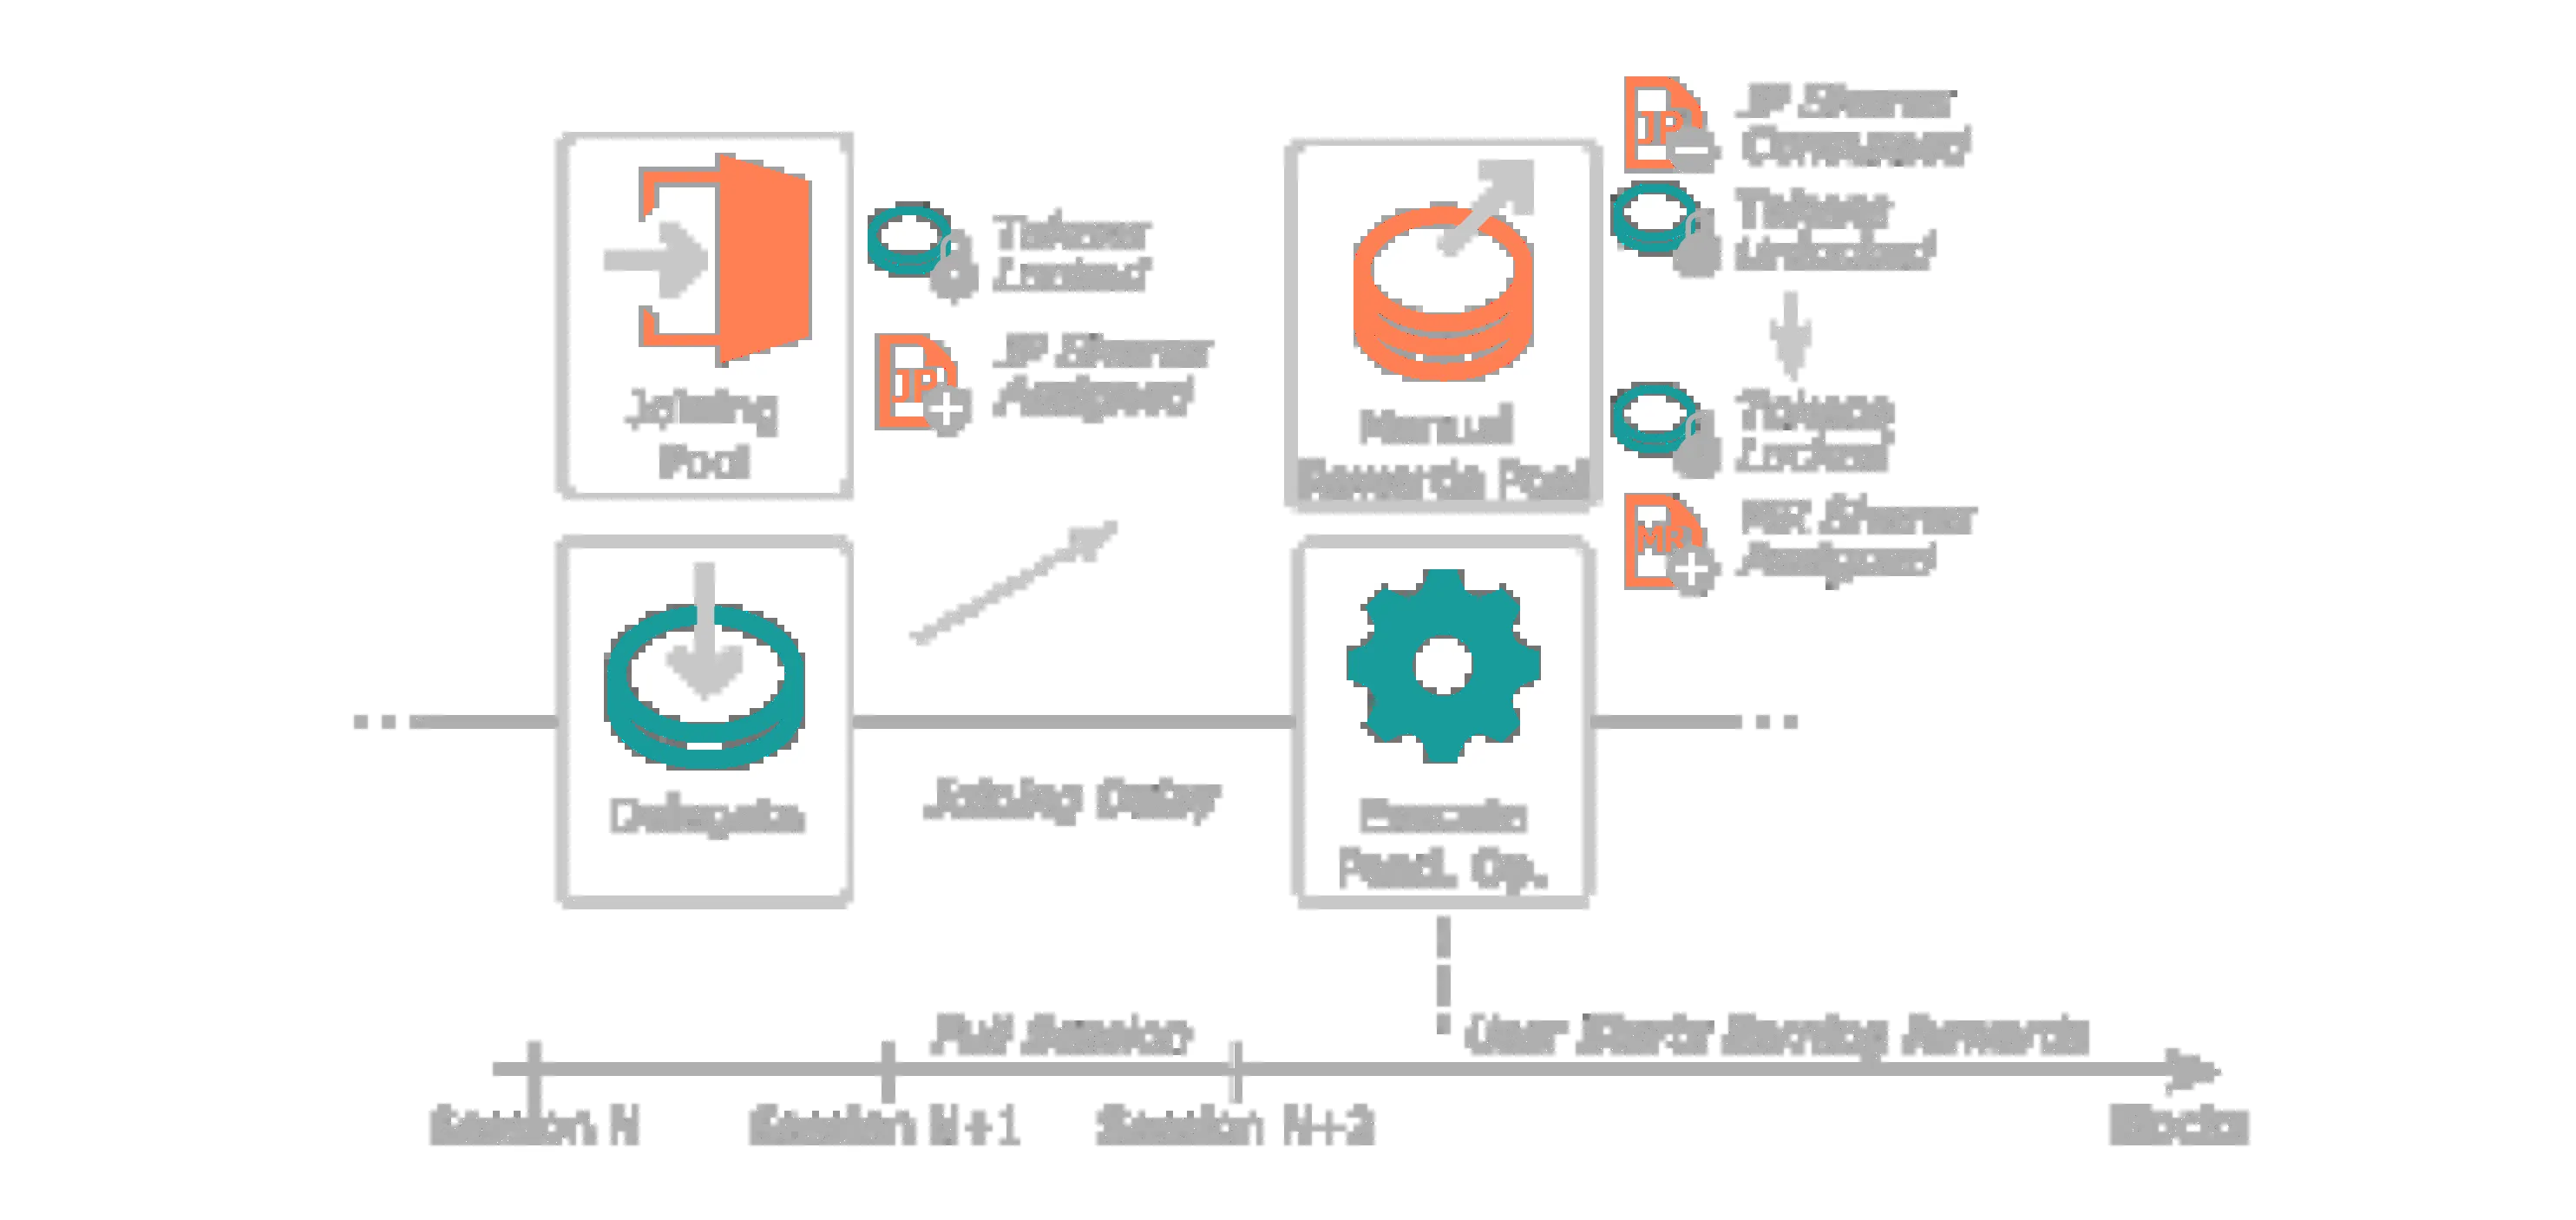 JP Shares
Consumed
Tokens
Unlocked
Tokens
Locked
JP
JP Shares
Assigned
JP
Joining
Pool
Manual
Rewards Pool
Tokens
Locked
MR Shares
Assigned
MR
Delegate
Joining Delay
Execute
Pend. Op.
Full Session
User Starts Earning Rewards
Session N
Session N+1
Session N+2
Blocks